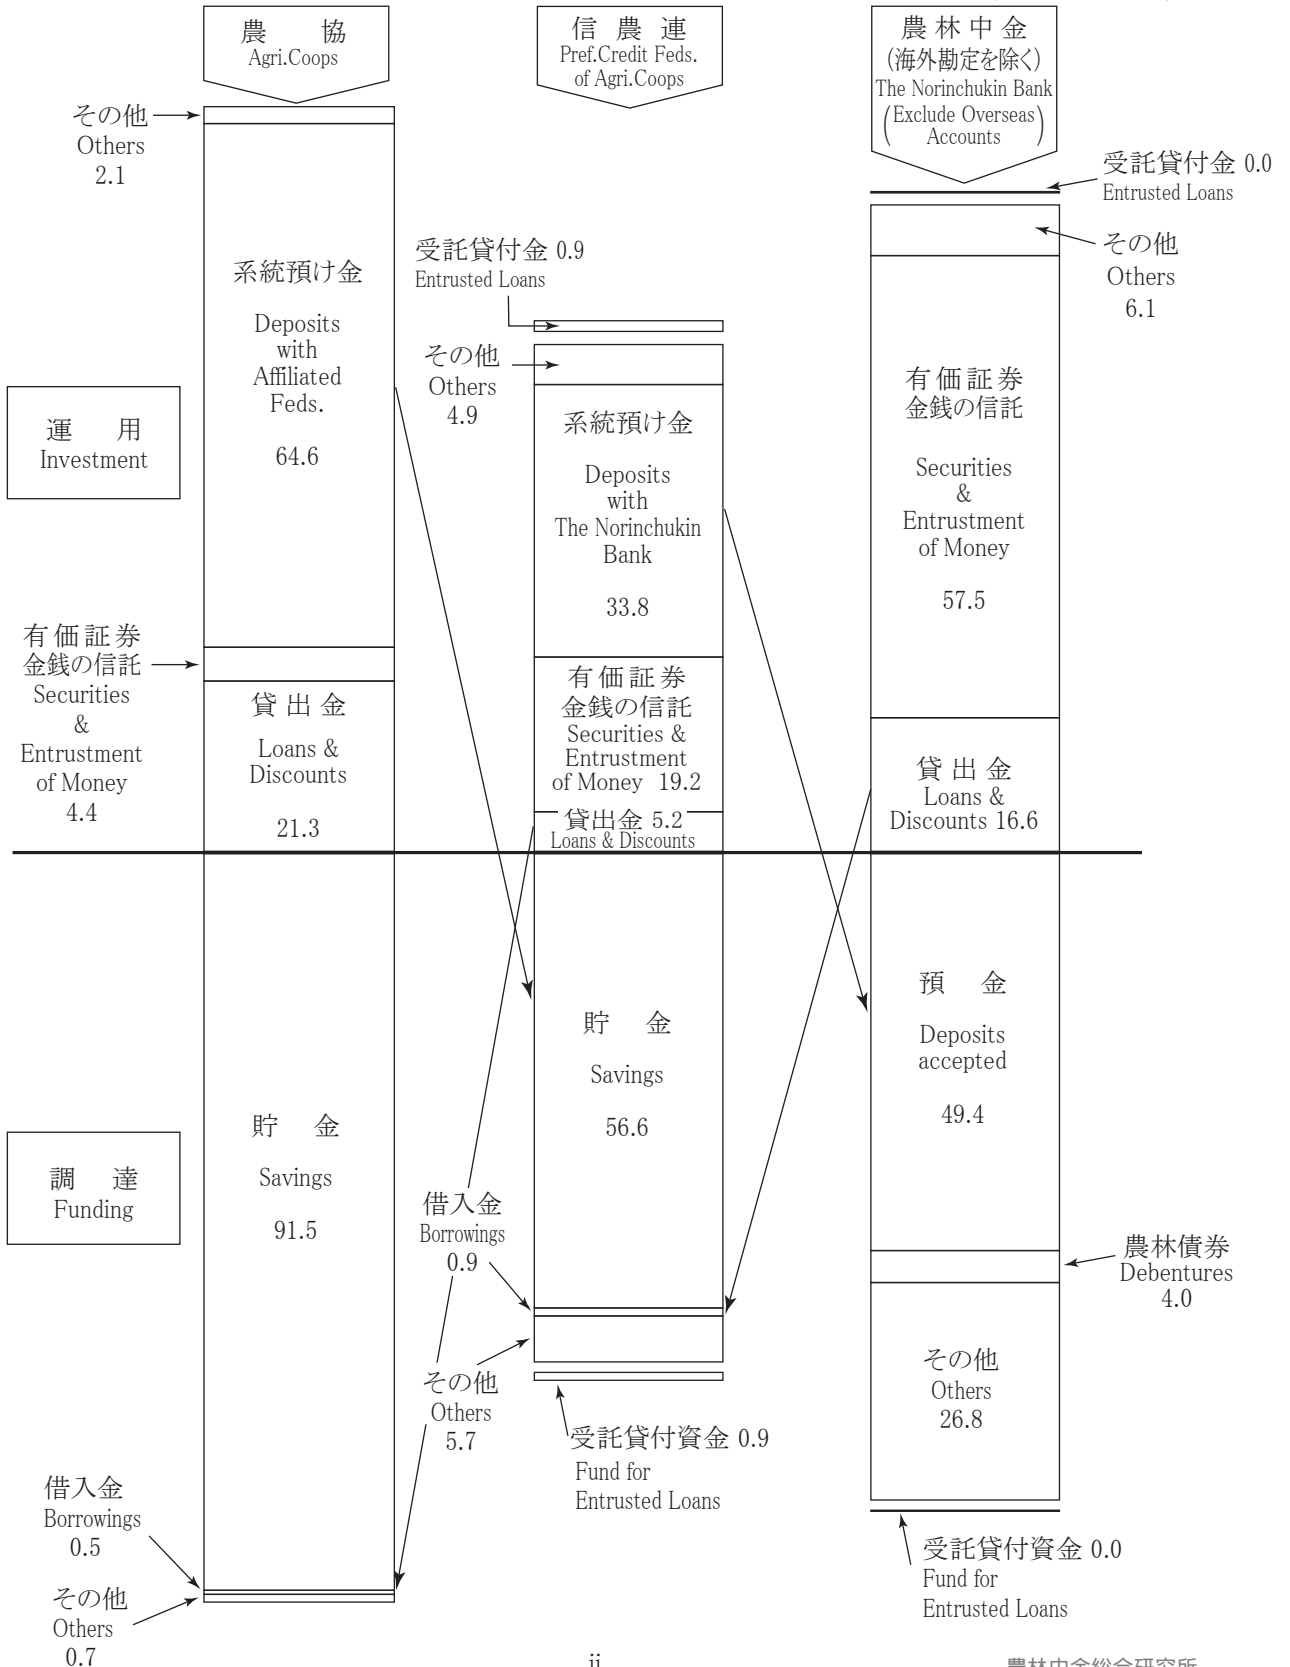 農 協
Agri.Coops
信 農 連
Pref.Credit Feds.
of Agri.Coops
農 林 中 金
(海外勘定を除く)
The Norinchukin Bank
(Exclude Overseas
Accounts)
その他
Others
2.1
系統預け金
Deposits
with
Affiliated
Feds.
64.6
運 用
Investment
有価証券
金銭の信託
Securities
&
Entrustment
of Money
4.4
貸 出 金
Loans &
Discounts
21.3
受託貸付金 0.9
Entrusted Loans
その他
Others
4.9
系統預け金
Deposits
with
The Norinchukin
Bank
33.8
有価証券
金銭の信託
Securities &
Entrustment
of Money 19.2
貸出金 5.2
Loans & Discounts
受託貸付金 0.0
Entrusted Loans
その他
Others
6.1
有価証券
金銭の信託
Securities
&
Entrustment
of Money
57.5
貸 出 金
Loans &
Discounts 16.6
調 達
Funding
貯 金
Savings
91.5
借入金
Borrowings
0.5
その他
Others
0.7
貯 金
Savings
56.6
借入金
Borrowings
0.9
その他
Others
5.7
受託貸付資金 0.9
Fund for
Entrusted Loans
預 金
Deposits
accepted
49.4
農林債券
Debentures
4.0
その他
Others
26.8
受託貸付資金 0.0
Fund for
Entrusted Loans
ii
農林中金総合研究所